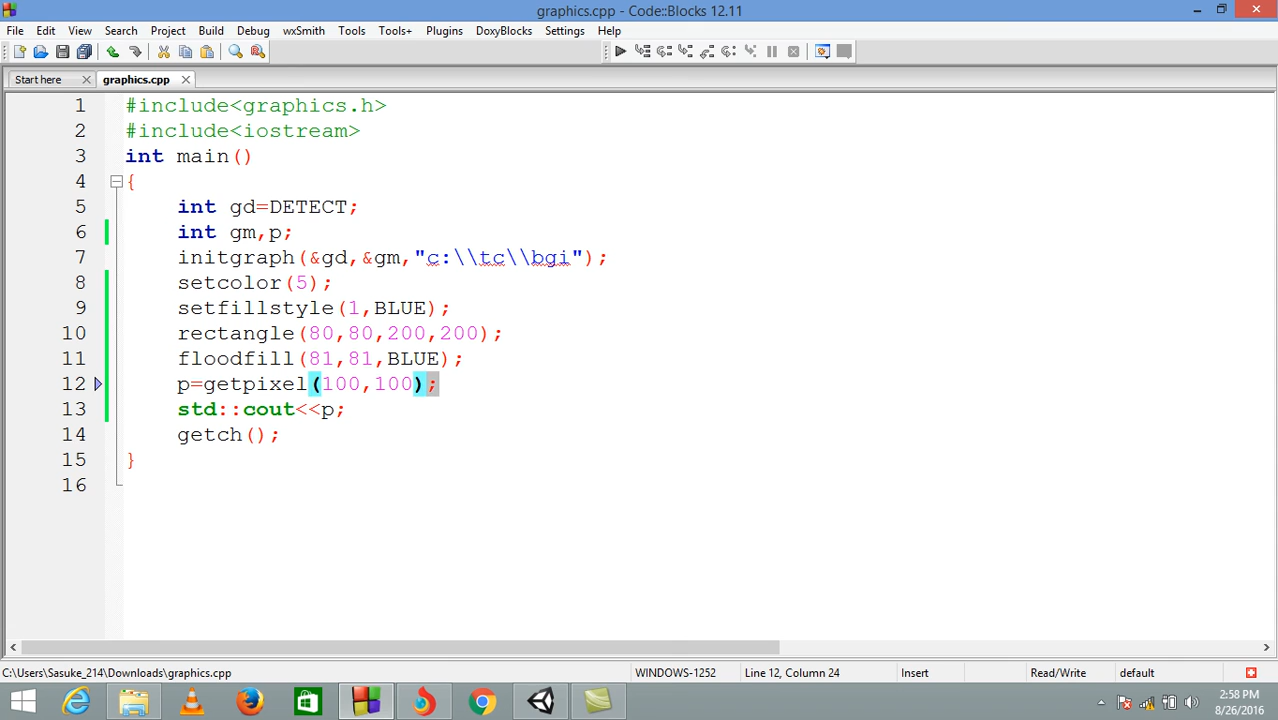 graphics.cpp - Code::Blocks 12.11
File Edit View Search Project Build Debug wxSmith Tools Tools+ Plugins DoxyBlocks Settings Help
Start here graphics.cpp
1 #include<graphics.h>
2 #include<iostream>
3 int main()
4 {
5 int gd=DETECT;
6 int gm,p;
7 initgraph(&gd,&gm,"c:\\tc\\bgi");
8 setcolor(5);
9 setfillstyle(1,BLUE);
10 rectangle(80,80,200,200);
11 floodfill(81,81,BLUE);
12 p=getpixel(100,100);
13 std::cout<<p;
14 getch();
15 }
16
C:\Users\Sasuke_214\Downloads\graphics.cpp WINDOWS-1252 Line 12, Column 24 Insert Read/Write default
2:58 PM
8/26/2016